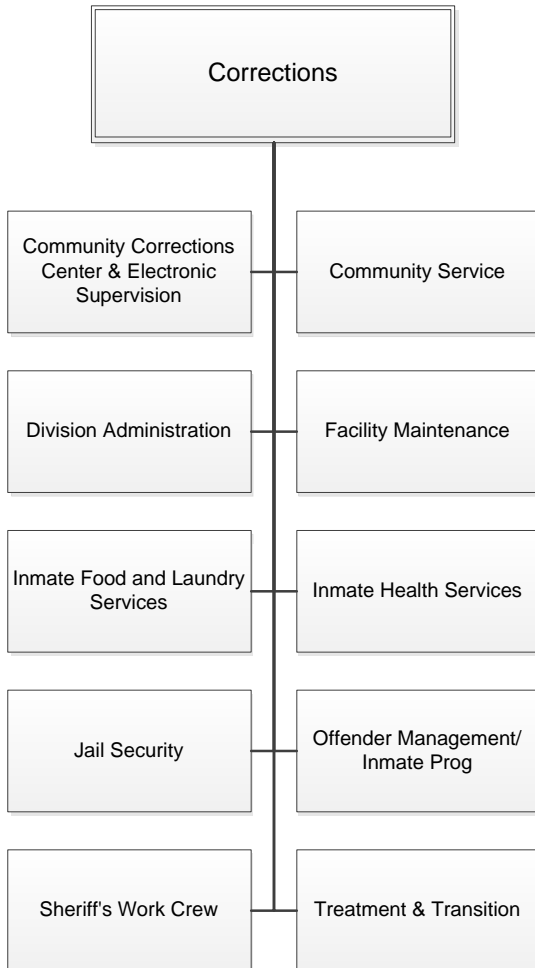 Corrections
Community Corrections
Center & Electronic
Supervision
Community Service
Division Administration
Facility Maintenance
Inmate Food and Laundry
Services
Inmate Health Services
Jail Security
Offender Management/
Inmate Prog
Sheriff's Work Crew
Treatment & Transition